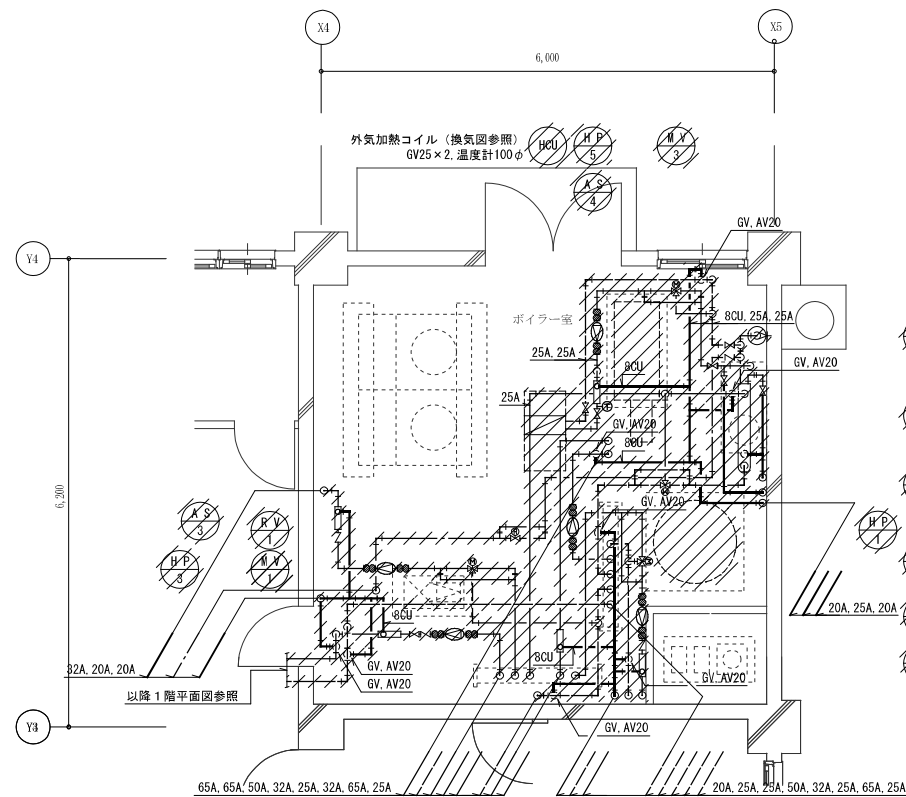 X4
X5
6,000
外気加熱コイル (換気図参照)
GV25×2,温度計100φ
HCU
HP
5
MV
3
AS
4
GV, AV20
Y4
ボイラー室
8CU, 25A, 25A
25A, 25A
8CU
GV, AV20
25A
GV, AV20
8CU
6,200
GV, AV20
AS
3
RV
1
HP
1
HP
3
MV
1
20A, 25A, 20A
8CU
32A, 20A, 20A
8CU
GV, AV20
GV, AV20
GV, AV20
以降１階平面図参照
GV, AV20
65A, 65A, 50A, 32A, 25A, 32A, 65A, 25A
20A, 25A, 25A, 50A, 32A, 25A, 65A, 25A